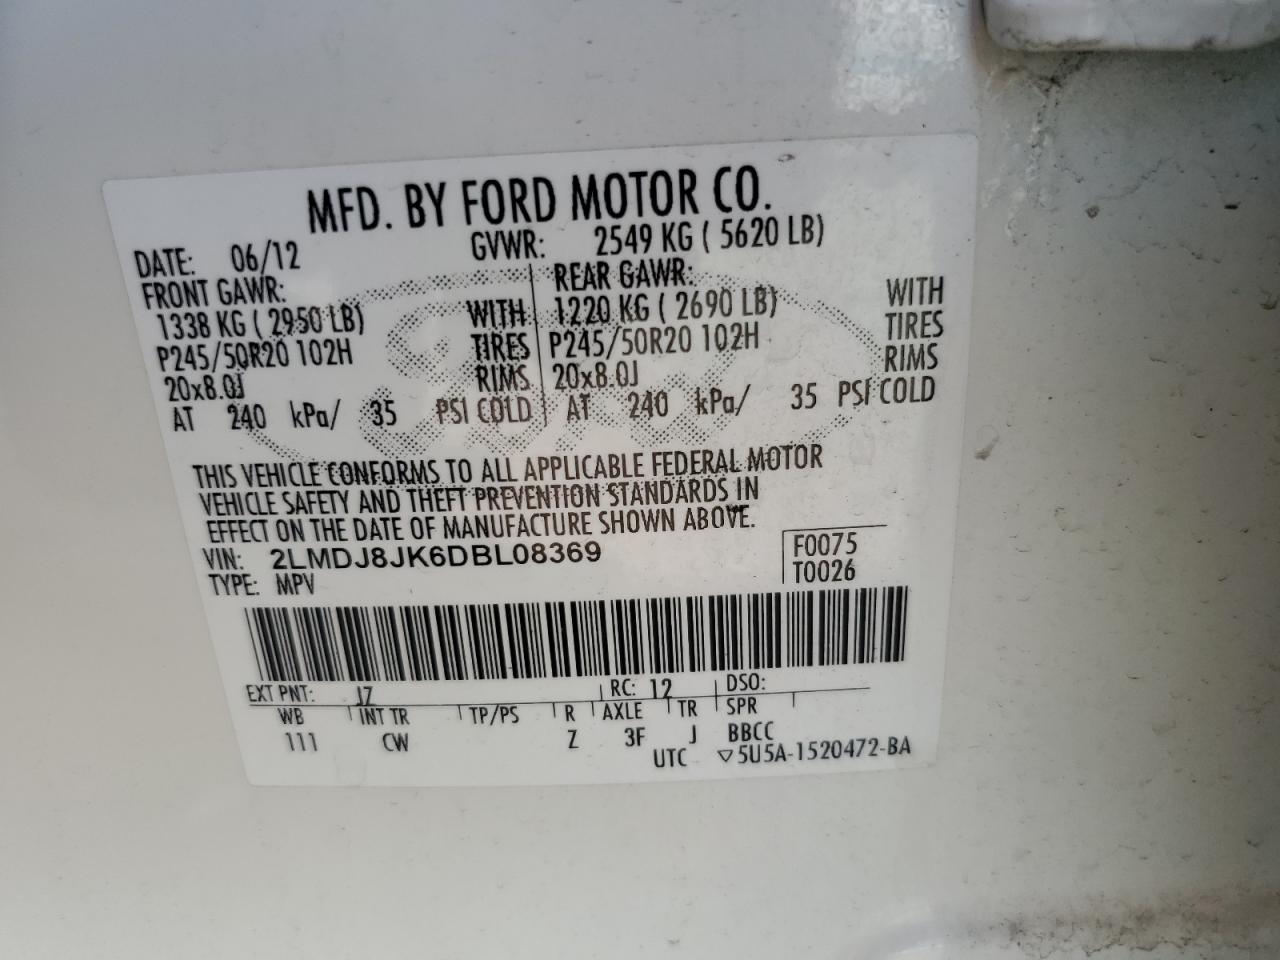 MFD. BY FORD MOTOR CO.
DATE: 06/12 GVWR: 2549 KG ( 5620 LB)
FRONT GAWR: REAR GAWR:
1338 KG ( 2950 LB) WITH 1220 KG ( 2690 LB) WITH
P245/50R20 102H TIRES P245/50R20 102H TIRES
20x8.0J RIMS 20x8.0J RIMS
AT 240 kPa/ 35 PSI COLD AT 240 kPa/ 35 PSI COLD
THIS VEHICLE CONFORMS TO ALL APPLICABLE FEDERAL MOTOR
VEHICLE SAFETY AND THEFT PREVENTION STANDARDS IN
EFFECT ON THE DATE OF MANUFACTURE SHOWN ABOVE.
VIN: 2LMDJ8JK6DBL08369 F0075
TYPE: MPV T0026
EXT PNT: JZ RC: 12 DSO:
WB INT TR TP/PS R AXLE TR SPR
111 CW Z 3F J BBCC
UTC ▽5U5A-1520472-BA